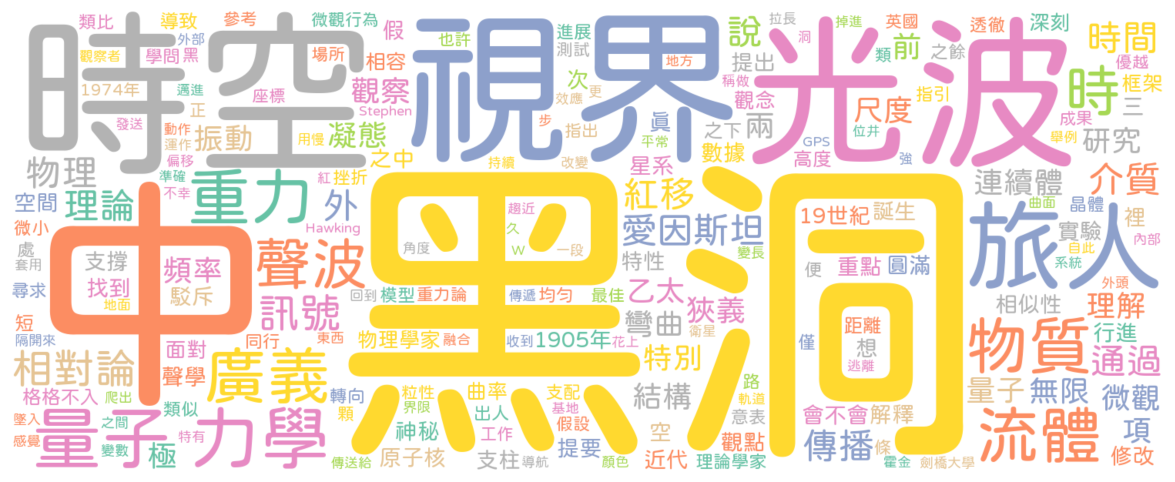 類比 導致 參考 微觀行為 假 也許 進展 說 拉長 洞 掉進 英國 透徹 深刻 時間
觀察者 外部 場所 相容 測試 前 類 之餘 優越
學問 黑 地方 提出 稱做 框架
時空 視界 光波
1974年 邁進 座標 觀察 次 效應 更 觀念 尺度 指引 時 三
發送 正 Stephen 步 指出 眞 之下 兩 位井 強 成果
動作 振動 凝態 平常 GPS 舉例 研究
運作 用慢 之中 持續 改變 星系 數據 高度
物理 偏移 準確 紅 挫折
重力 外 紅移 連續體 介質
空間 理論 不幸 Hawking 趨近 久 W 一段 19世紀 誕生 曲面 晶體 裡
微小 角度 愛因斯坦 旅人 實驗 自此 內部
中 黑洞
處 支撐 頻率 聲波 特性 變長 便 重點 圓滿 系統
套用 找到 駁斥 回到 模型 重力論 傳遞 均勻 最佳 乙太 狹義 相似性 外頭
尋求 地面 訊號 彎曲 衛星 距離 物質 理解
短 同行 東西 物理學家 融合 收到 1905年 花上 僅 想 行進
隔開來 面對 廣義 特別 逃離 通過
相對論 聲學 轉向 粒性 曲率 支配 結構 路 軌道 量子 無限 微觀
格格不入 爬出 界限 基地 意表 會不會 解釋
墜入 之間 類似 顆 神秘 出人 假設 空 觀點 傳播 條 流體 項
感覺 變數 特有 工作 提要
量子力學 極 傳送給 原子核 支柱 導航 顏色 近代 理論學家 霍金 劍橋大學 修改